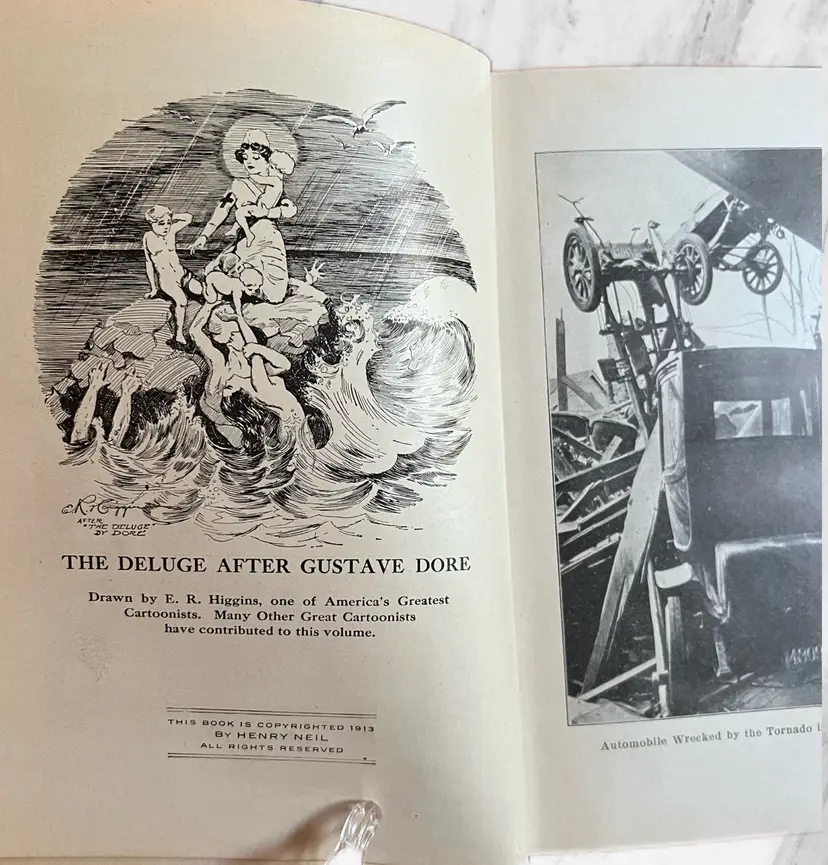 AFTER
"THE DELUGE"
BY DORÉ
THE DELUGE AFTER GUSTAVE DORE
Drawn by E. R. Higgins, one of America's Greatest
Cartoonists. Many Other Great Cartoonists
have contributed to this volume.
THIS BOOK IS COPYRIGHTED 1913
BY HENRY NEIL
ALL RIGHTS RESERVED
Automobile Wrecked by the Tornado